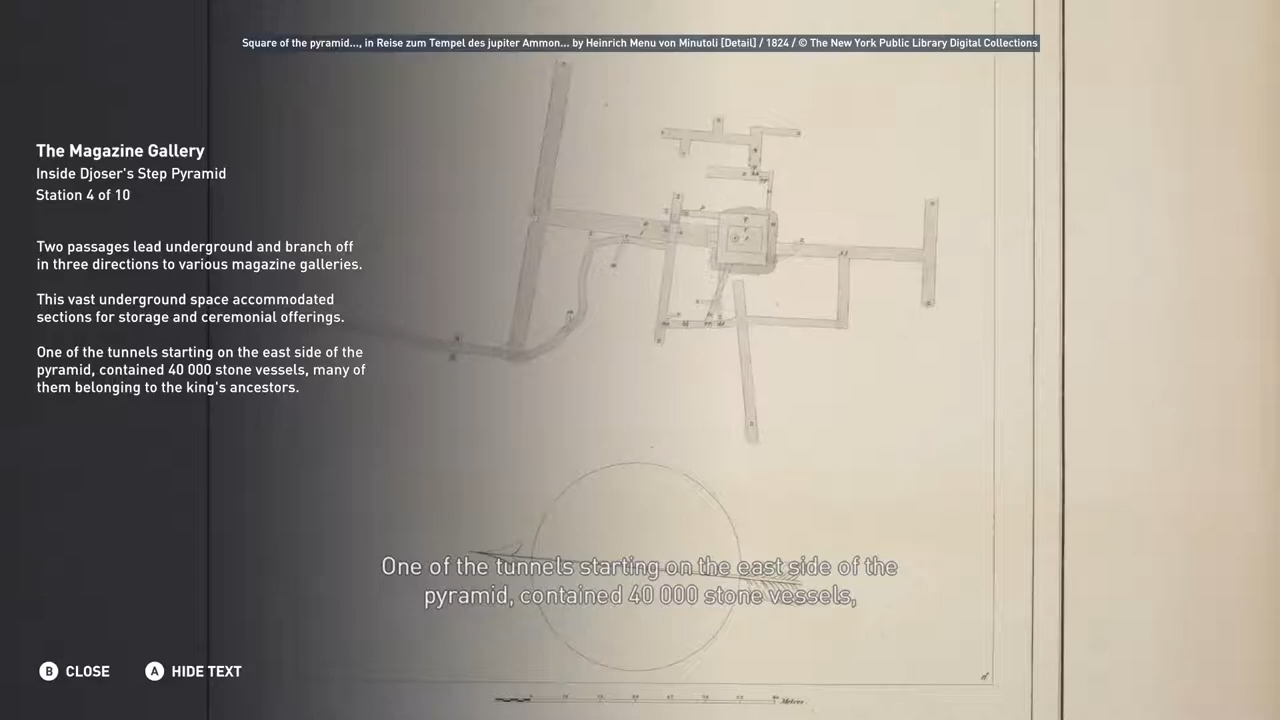 Square of the pyramid..., in Reise zum Tempel des jupiter Ammon... by Heinrich Menu von Minutoli [Detail] / 1824 / © The New York Public Library Digital Collections
The Magazine Gallery
Inside Djoser's Step Pyramid
Station 4 of 10
Two passages lead underground and branch off
in three directions to various magazine galleries.
This vast underground space accommodated
sections for storage and ceremonial offerings.
One of the tunnels starting on the east side of the
pyramid, contained 40 000 stone vessels, many of
them belonging to the king's ancestors.
One of the tunnels starting on the east side of the
pyramid, contained 40 000 stone vessels,
B CLOSE
A HIDE TEXT
Metres